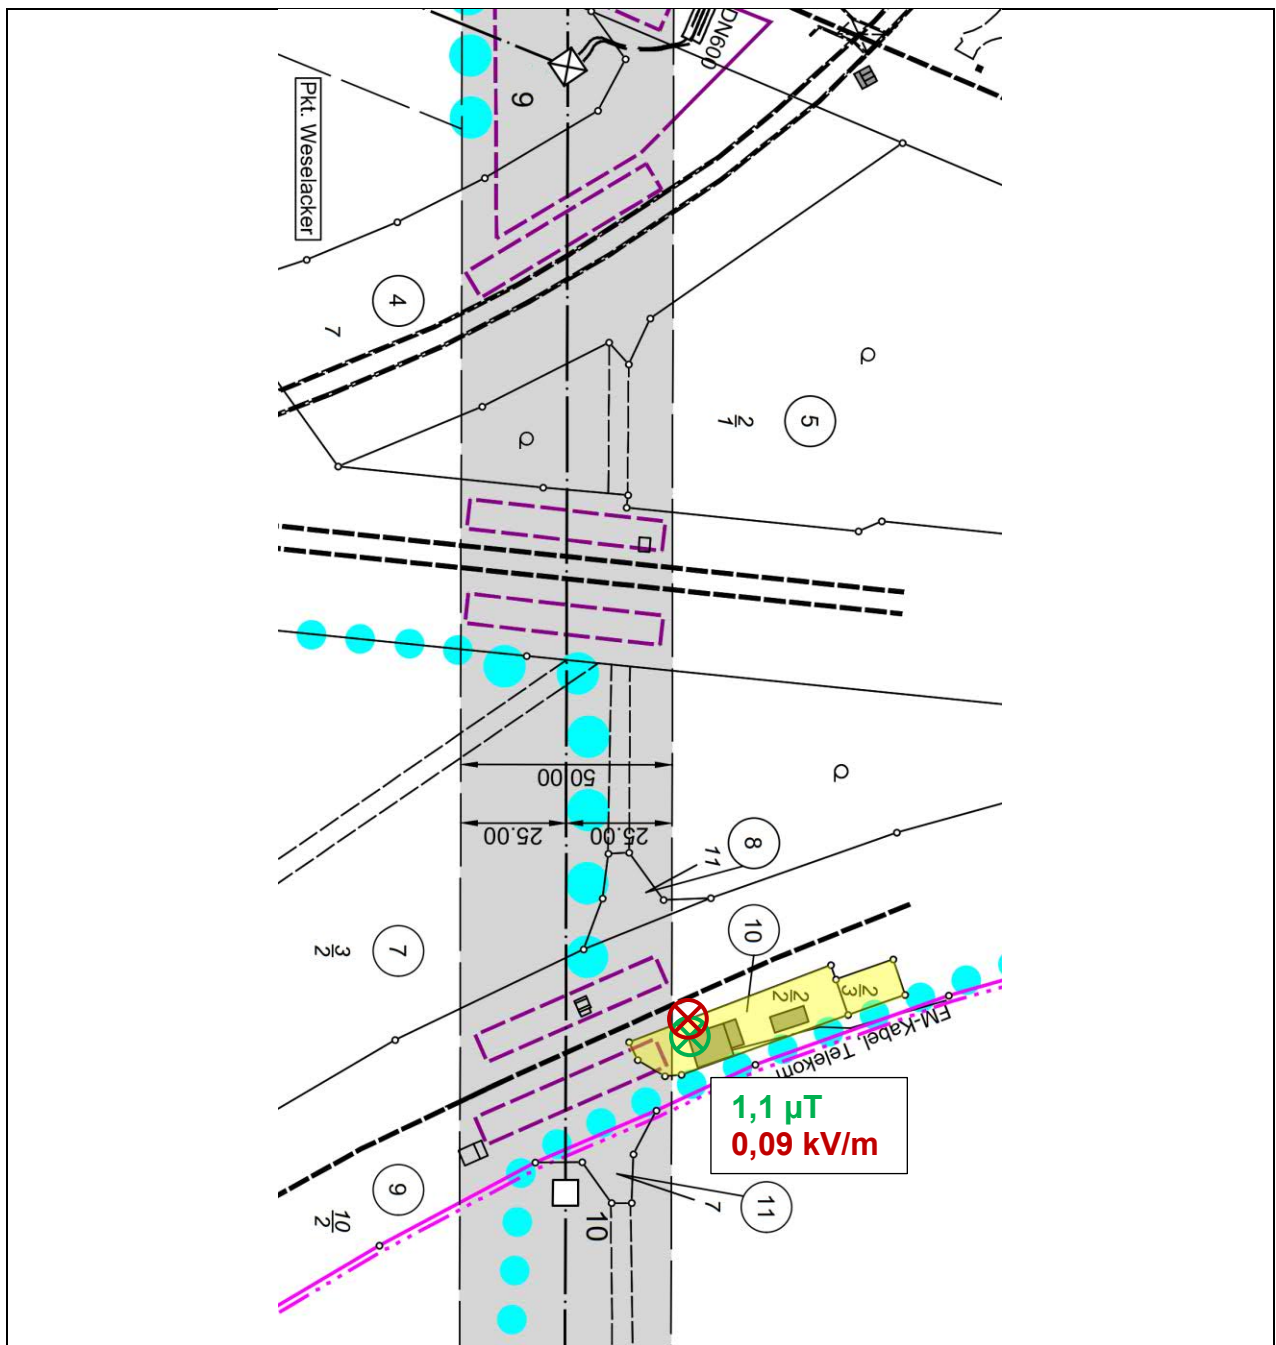 DN600
9
Pkt. Weselacker
4
7
Q
5
2/1
Q
Q
50.00
25.00
25.00
8
11
7
3/2
10
2/2
2/3
FM-Kabel, Telekom
1,1 µT
0,09 kV/m
9
10/2
11
7
10